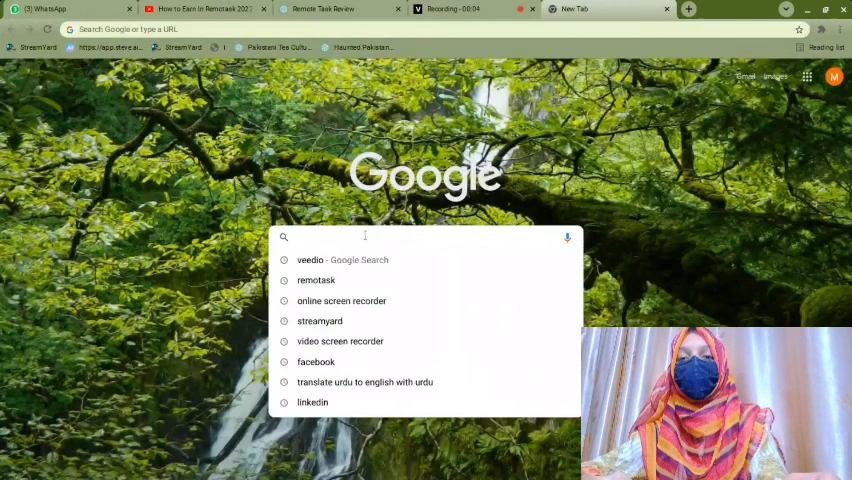 (3) WhatsApp
How to Earn In Remotask 202
Remote Task Review
Recording - 00:04
New Tab
Search Google or type a URL
StreamYard
https://app.steve.ai...
StreamYard
Pakistani Tea Cultu...
Haunted Pakistan...
Reading list
Gmail
Images
M
Google
veedio - Google Search
remotask
online screen recorder
streamyard
video screen recorder
facebook
translate urdu to english with urdu
linkedin